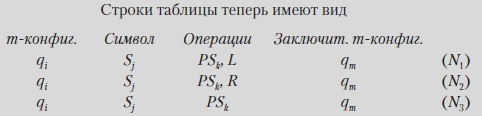 Строки таблицы теперь имеют вид
m-конфиг. Символ Операции Заключит. m-конфиг.
qᵢ Sⱼ PSₖ, L qₘ (N₁)
qᵢ Sⱼ PSₖ, R qₘ (N₂)
qᵢ Sⱼ PSₖ qₘ (N₃)